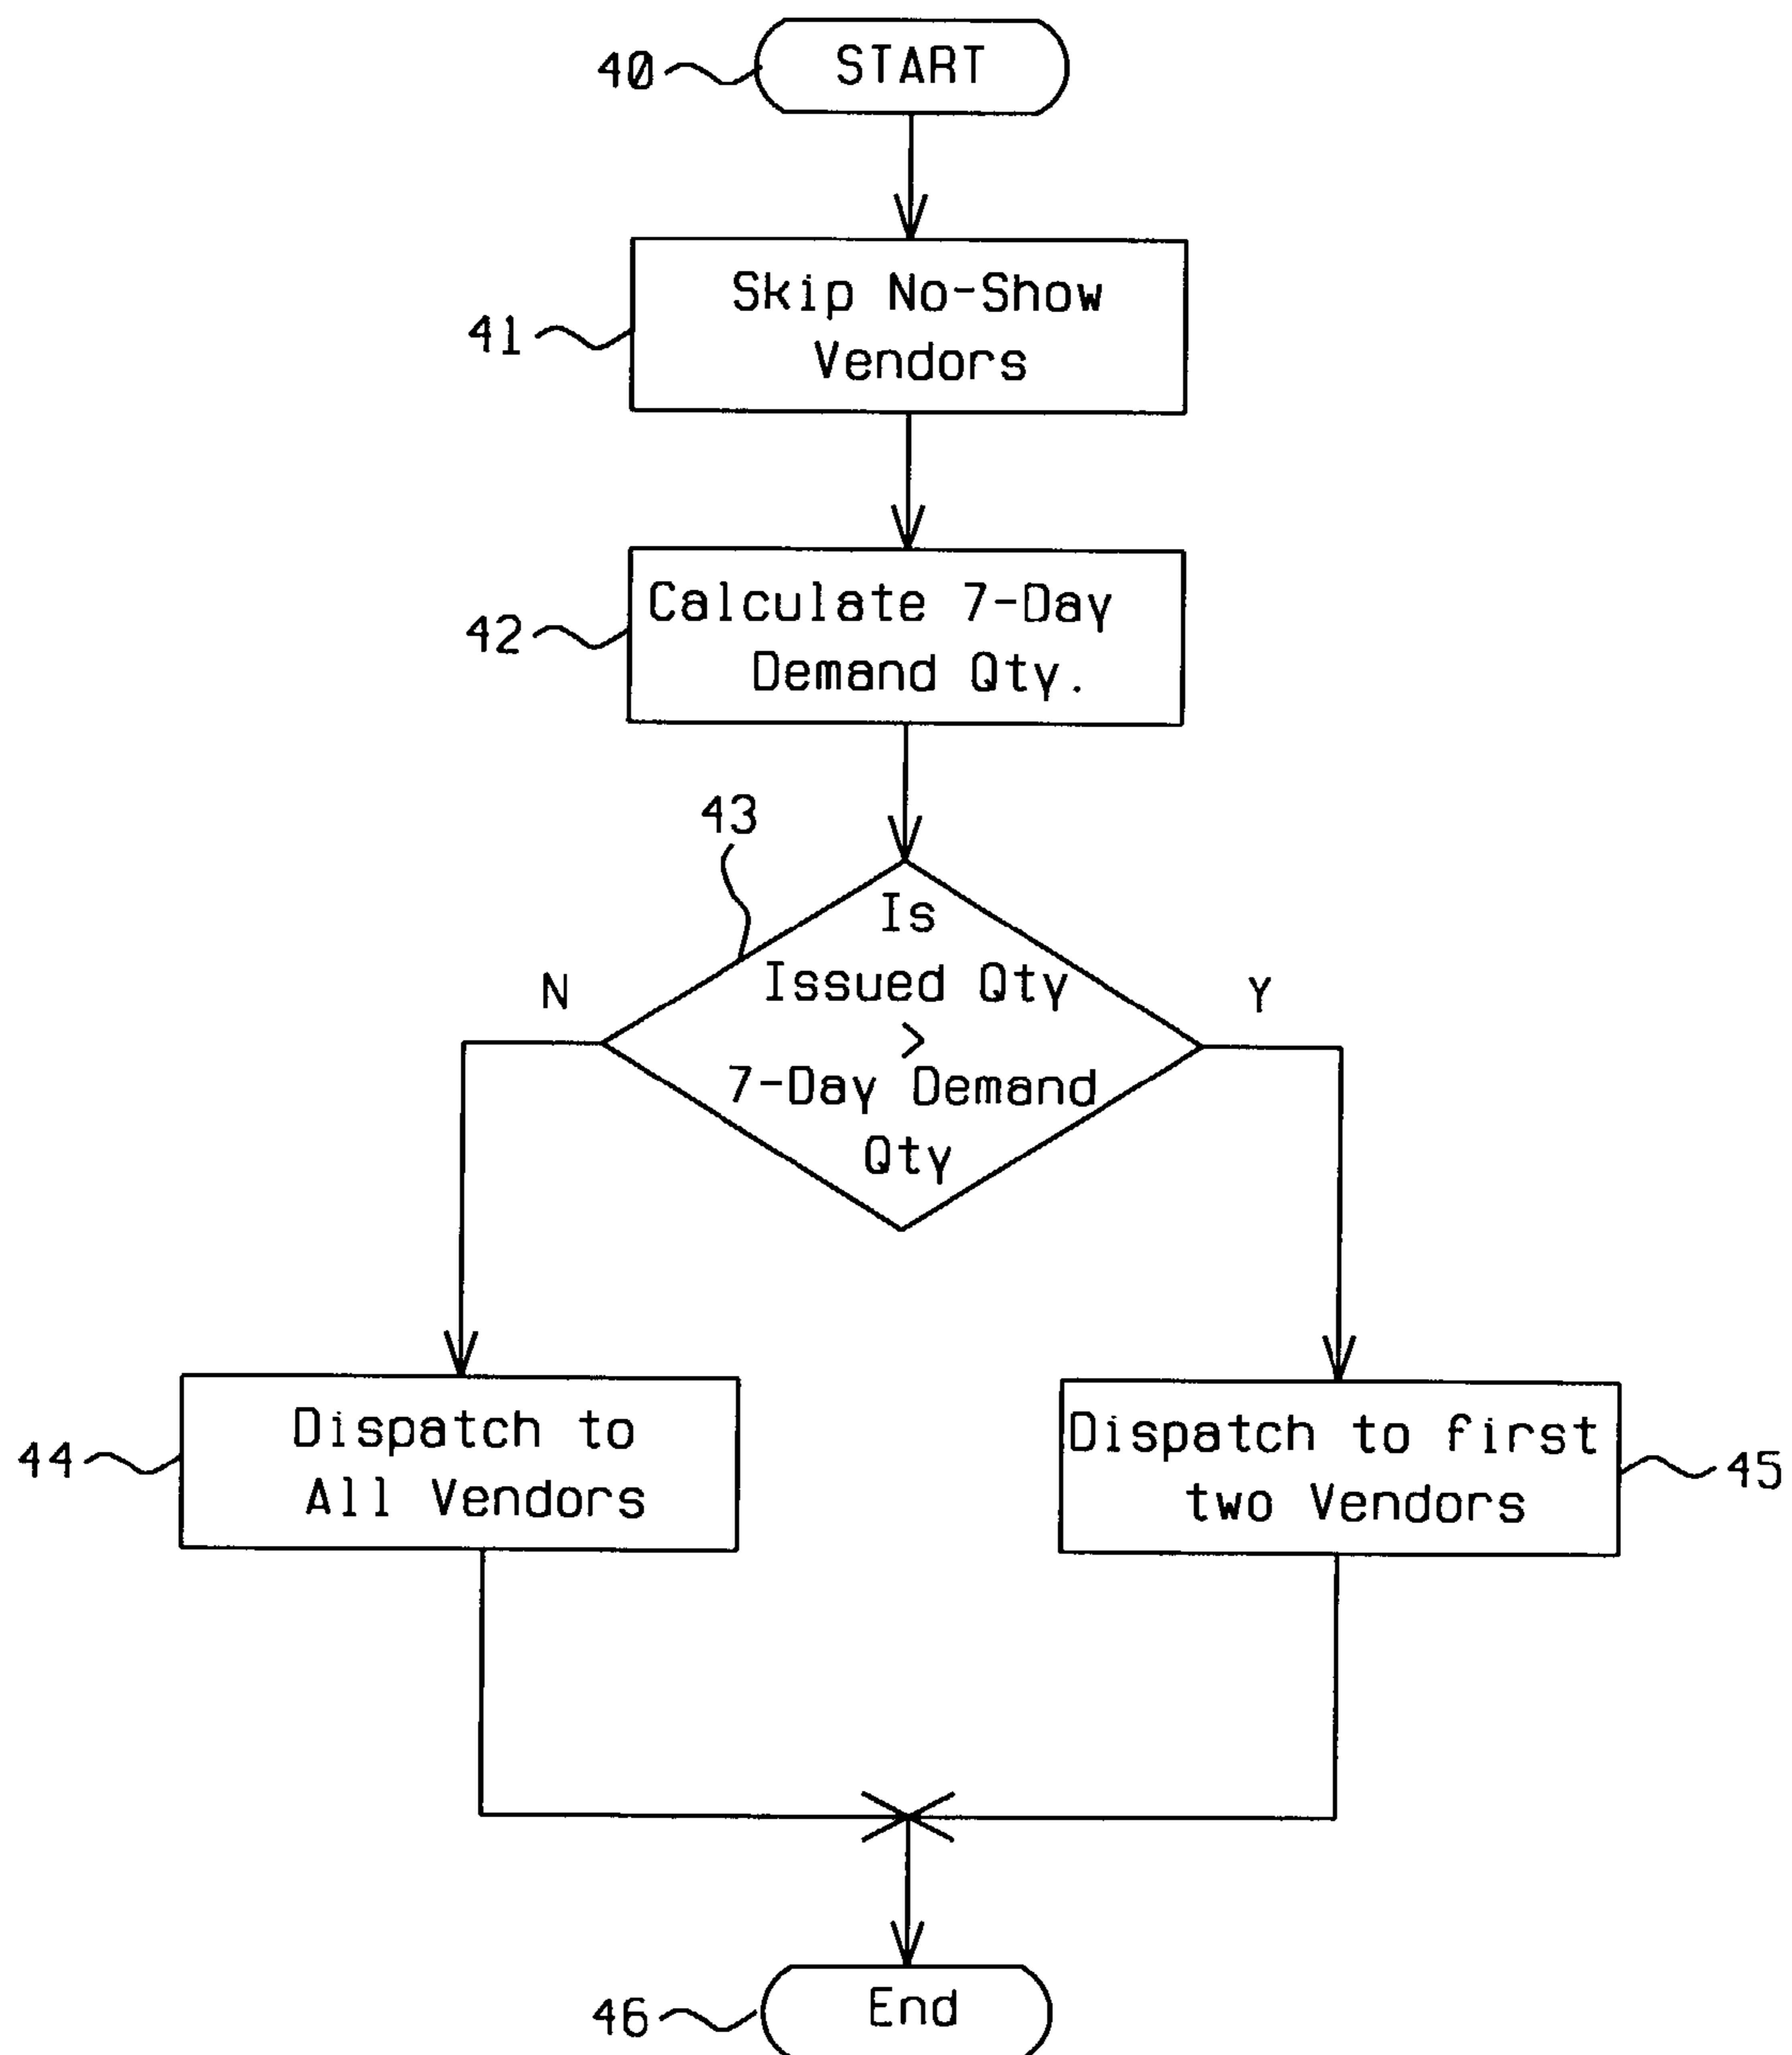 40
START
41
Skip No-Show
Vendors
42
Calculate 7-Day
Demand Qty.
43
Is
Issued Qty
>
7-Day Demand
Qty
N
Y
44
Dispatch to
All Vendors
Dispatch to first
two Vendors
45
46
End